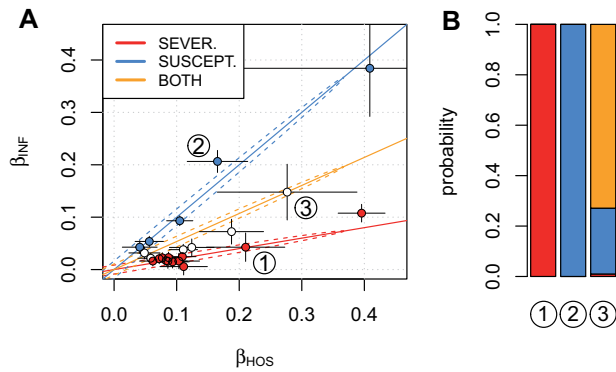 A
B
SEVER.
SUSCEPT.
BOTH
0.4
0.3
0.2
0.1
0.0
βINF
②
③
①
0.0 0.1 0.2 0.3 0.4
βHOS
probability
1.0
0.8
0.6
0.4
0.2
0.0
① ② ③